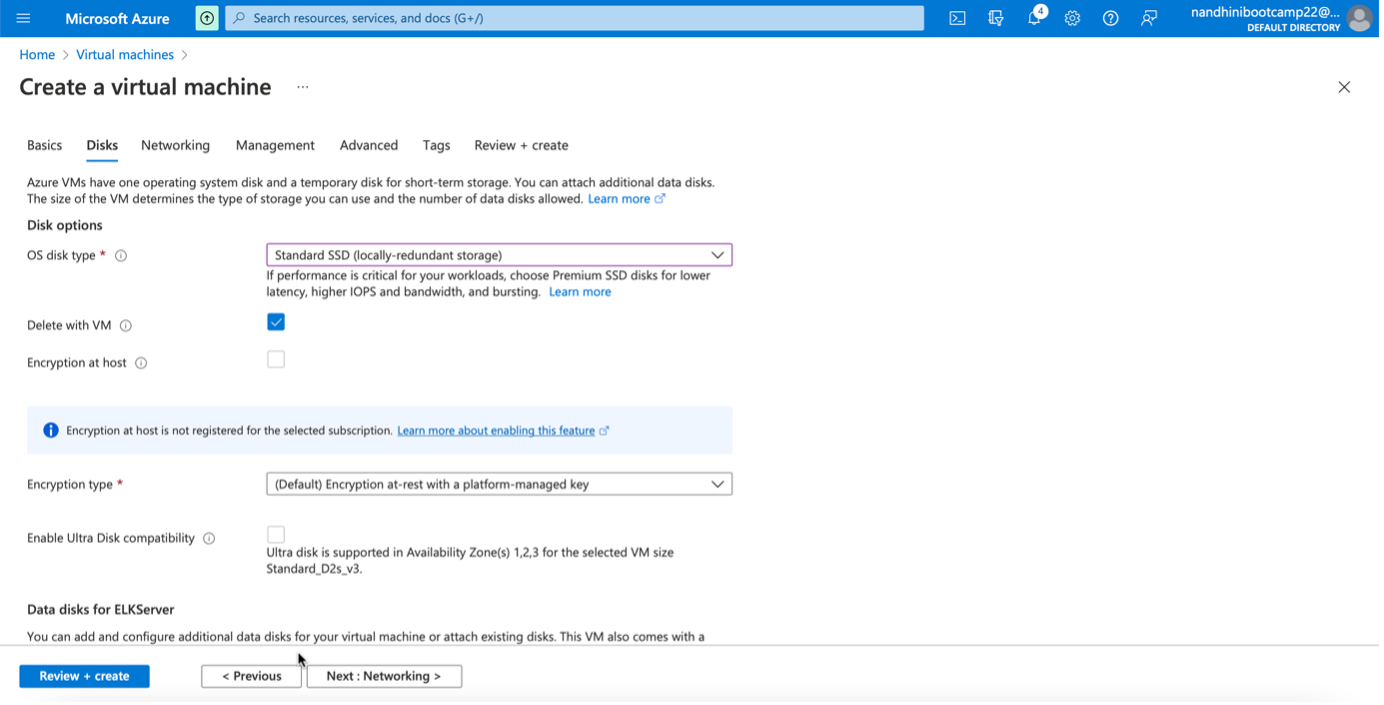 Microsoft Azure
Search resources, services, and docs (G+/)
4
nandhinibootcamp22@...
DEFAULT DIRECTORY
Home > Virtual machines >
Create a virtual machine ...
Basics Disks Networking Management Advanced Tags Review + create
Azure VMs have one operating system disk and a temporary disk for short-term storage. You can attach additional data disks.
The size of the VM determines the type of storage you can use and the number of data disks allowed. Learn more
Disk options
OS disk type *
Standard SSD (locally-redundant storage)
If performance is critical for your workloads, choose Premium SSD disks for lower
latency, higher IOPS and bandwidth, and bursting. Learn more
Delete with VM
Encryption at host
Encryption at host is not registered for the selected subscription. Learn more about enabling this feature
Encryption type *
(Default) Encryption at-rest with a platform-managed key
Enable Ultra Disk compatibility
Ultra disk is supported in Availability Zone(s) 1,2,3 for the selected VM size
Standard_D2s_v3.
Data disks for ELKServer
You can add and configure additional data disks for your virtual machine or attach existing disks. This VM also comes with a
Review + create
< Previous
Next : Networking >